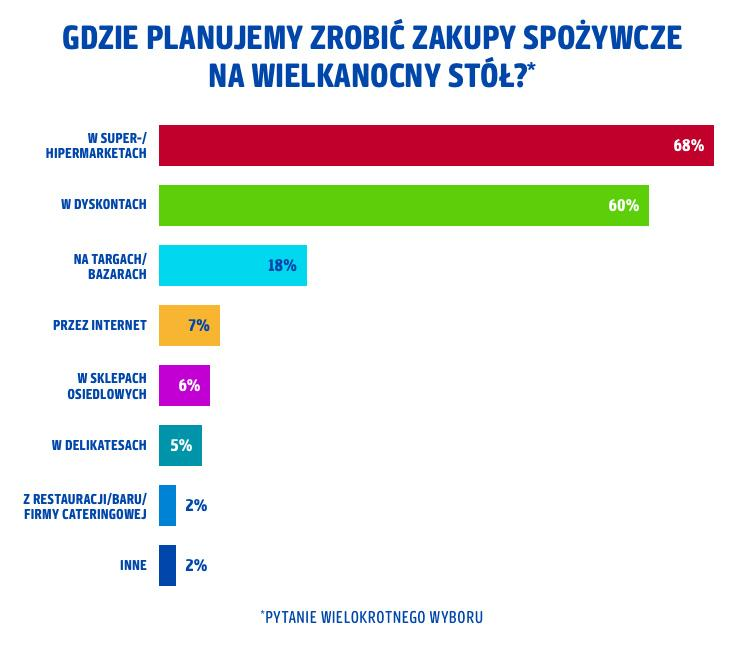 GDZIE PLANUJEMY ZROBIĆ ZAKUPY SPOŻYWCZE
NA WIELKANOCNY STÓŁ?*
W SUPER-/
HIPERMARKETACH
68%
W DYSKONTACH
60%
NA TARGACH/
BAZARACH
18%
PRZEZ INTERNET
7%
W SKLEPACH
OSIEDLOWYCH
6%
W DELIKATESACH
5%
Z RESTAURACJI/BARU/
FIRMY CATERINGOWEJ
2%
INNE
2%
*PYTANIE WIELOKROTNEGO WYBORU